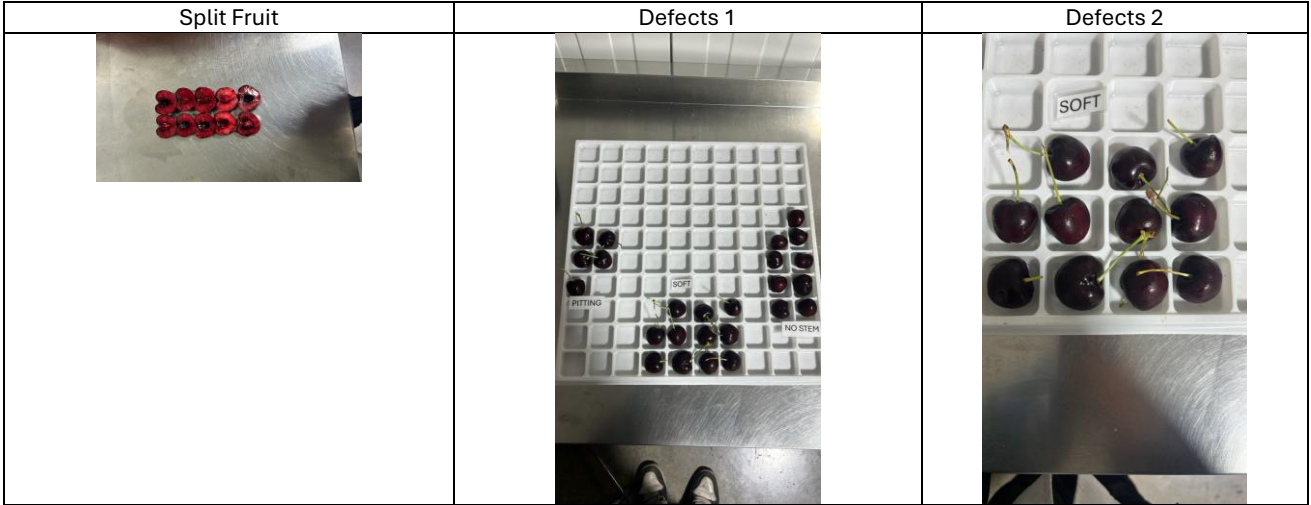 Split Fruit
Defects 1
Defects 2
SOFT
PITTING
NO STEM
SOFT